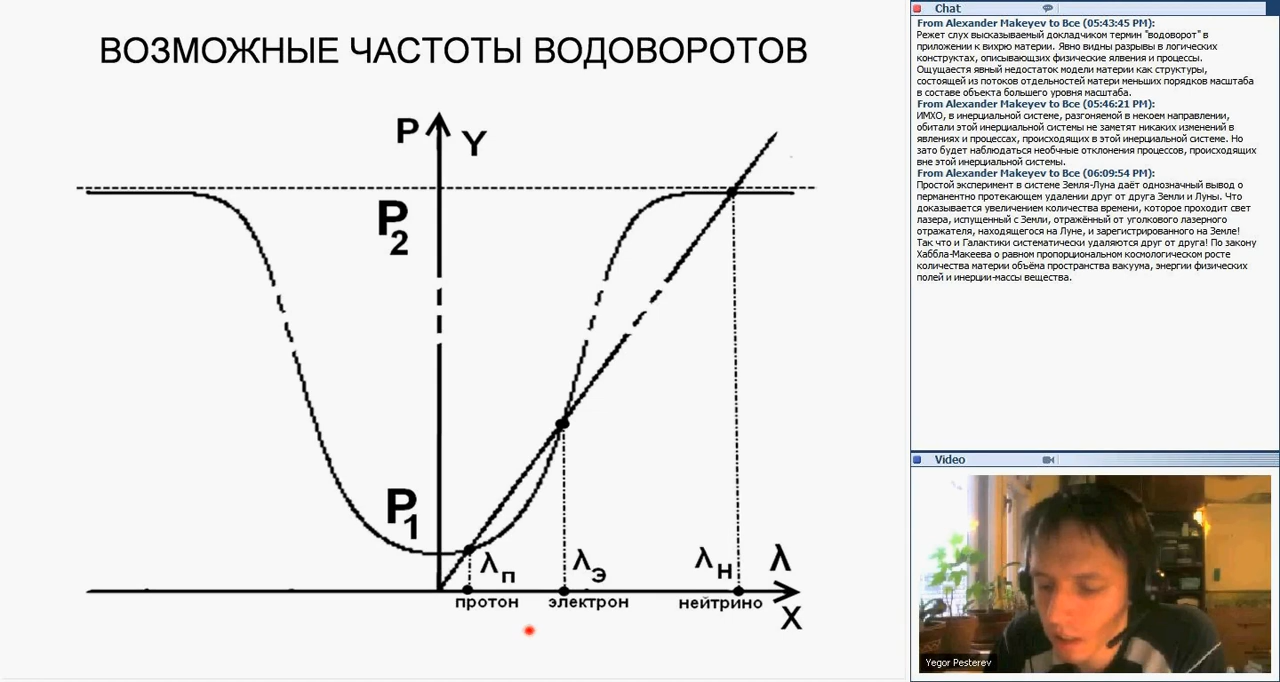 ВОЗМОЖНЫЕ ЧАСТОТЫ ВОДОВОРОТОВ
P Y
P2
P1
λП λЭ λН λ
протон электрон нейтрино
X
Chat
From Alexander Makeyev to Все (05:43:45 PM):
Режет слух высказываемый докладчиком термин "водоворот" в
приложении к вихрю материи. Явно видны разрывы в логических
конструктах, описывающзих физические ялвения и процессы.
Ощущаестя явный недостаток модели материи как структуры,
состоящей из потоков отдельностей матери меньших порядков масштаба
в составе объекта большего уровня масштаба.
From Alexander Makeyev to Все (05:46:21 PM):
ИМХО, в инерциальной системе, разгоняемой в некоем направлении,
обитали этой инерциальной системы не заметят никаких изменений в
явлениях и процессах, происходящих в этой инерциальной системе. Но
зато будет наблюдаться необчные отклонения процессов, происходящих
вне этой инерциальной системы.
From Alexander Makeyev to Все (06:09:54 PM):
Простой эксперимент в системе Земля-Луна даёт однозначный вывод о
перманентно протекающем удалении друг от друга Земли и Луны. Что
доказывается увеличением количества времени, которое проходит свет
лазера, испущенный с Земли, отражённый от уголкового лазерного
отражателя, находящегося на Луне, и зарегистрированного на Земле!
Так что и Галактики систематически удаляются друг от друга! По закону
Хаббла-Макеева о равном пропорциональном космологическом росте
количества материи объёма пространства вакуума, энергии физических
полей и инерции-массы вещества.
Video
Yegor Pesterev